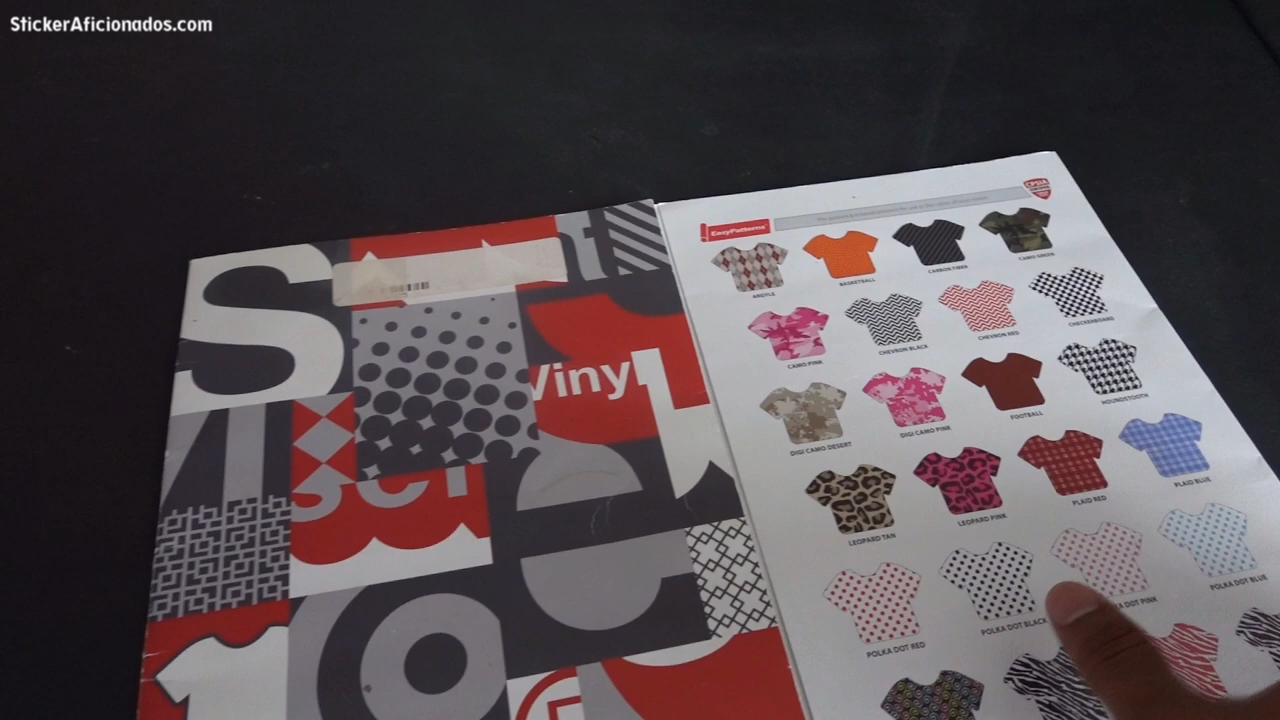 StickerAficionados.com
Vinyl
EasyPatterns
CPSIA
ARGYLE
BASKETBALL
CARBON FIBER
CAMO GREEN
CAMO PINK
CHEVRON BLACK
CHEVRON RED
CHECKERBOARD
DIGI CAMO DESERT
DIGI CAMO PINK
FOOTBALL
HOUNDSTOOTH
LEOPARD TAN
LEOPARD PINK
PLAID RED
PLAID BLUE
POLKA DOT RED
POLKA DOT BLACK
DOT PINK
POLKA DOT BLUE